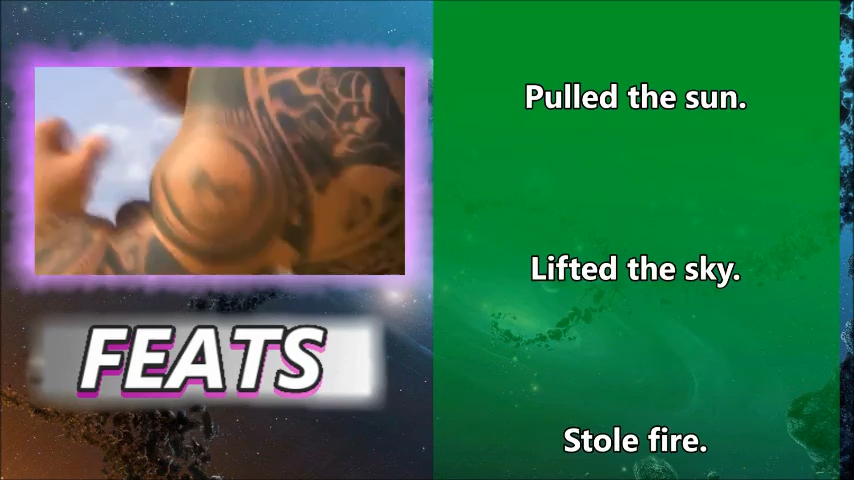 Pulled the sun.
Lifted the sky.
FEATS
Stole fire.